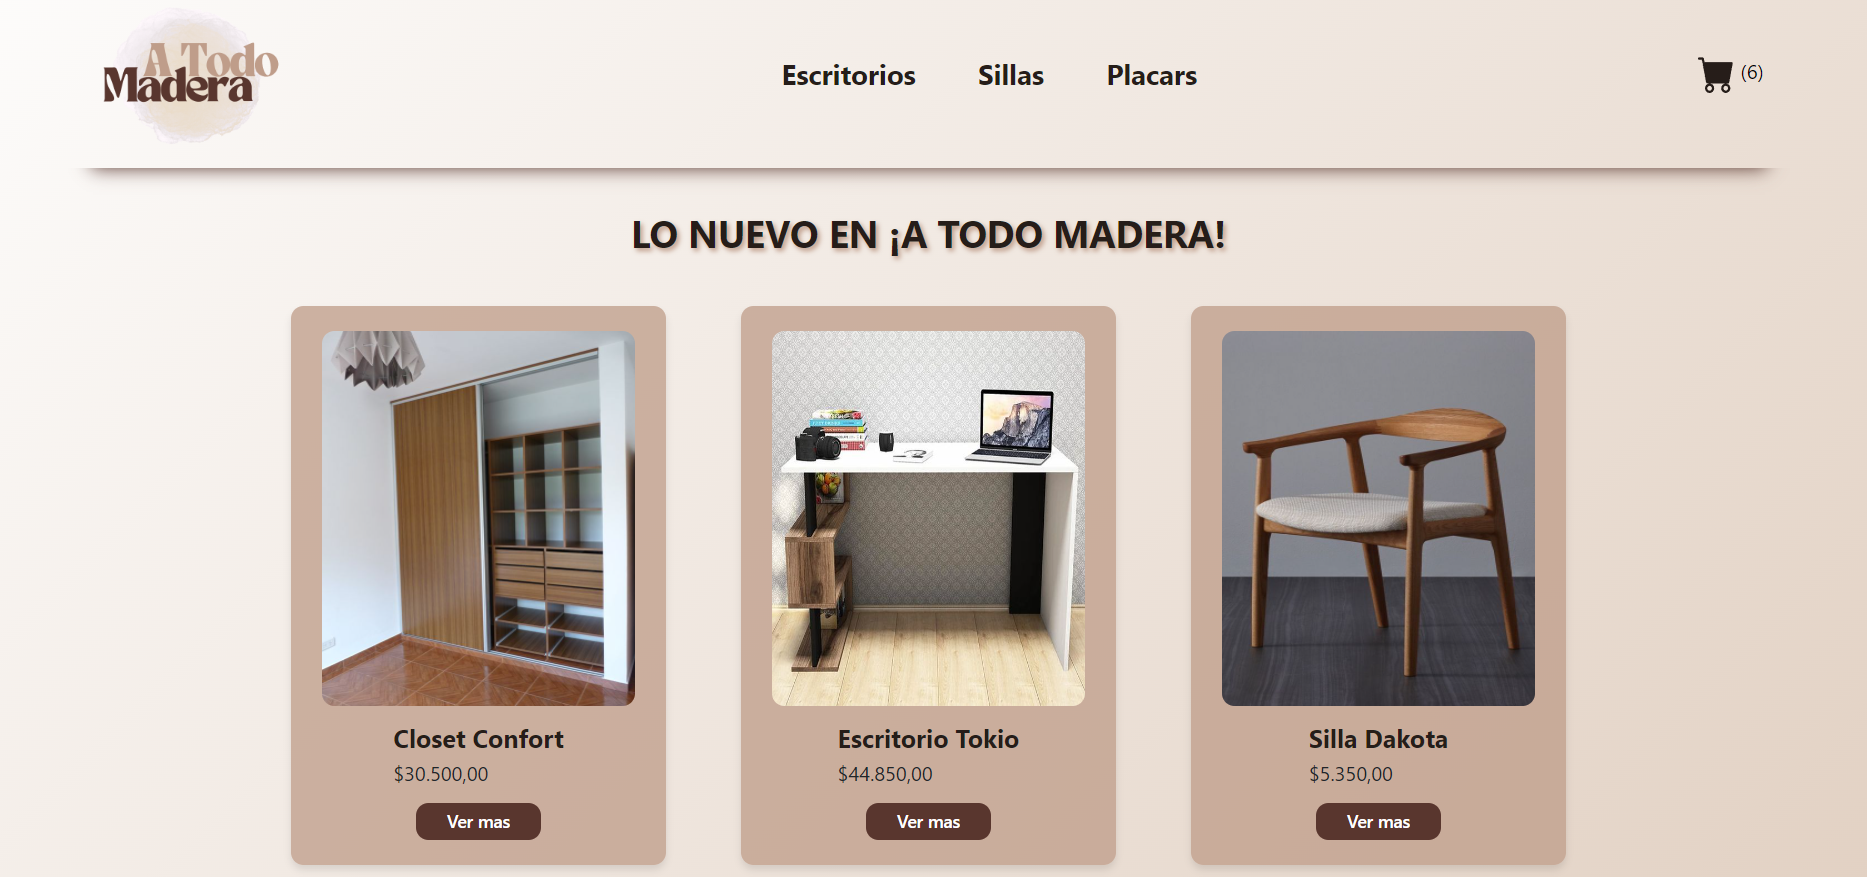 A Todo
Madera
Escritorios Sillas Placars
(6)
LO NUEVO EN ¡A TODO MADERA!
Closet Confort
$30.500,00
Ver mas
Escritorio Tokio
$44.850,00
Ver mas
Silla Dakota
$5.350,00
Ver mas